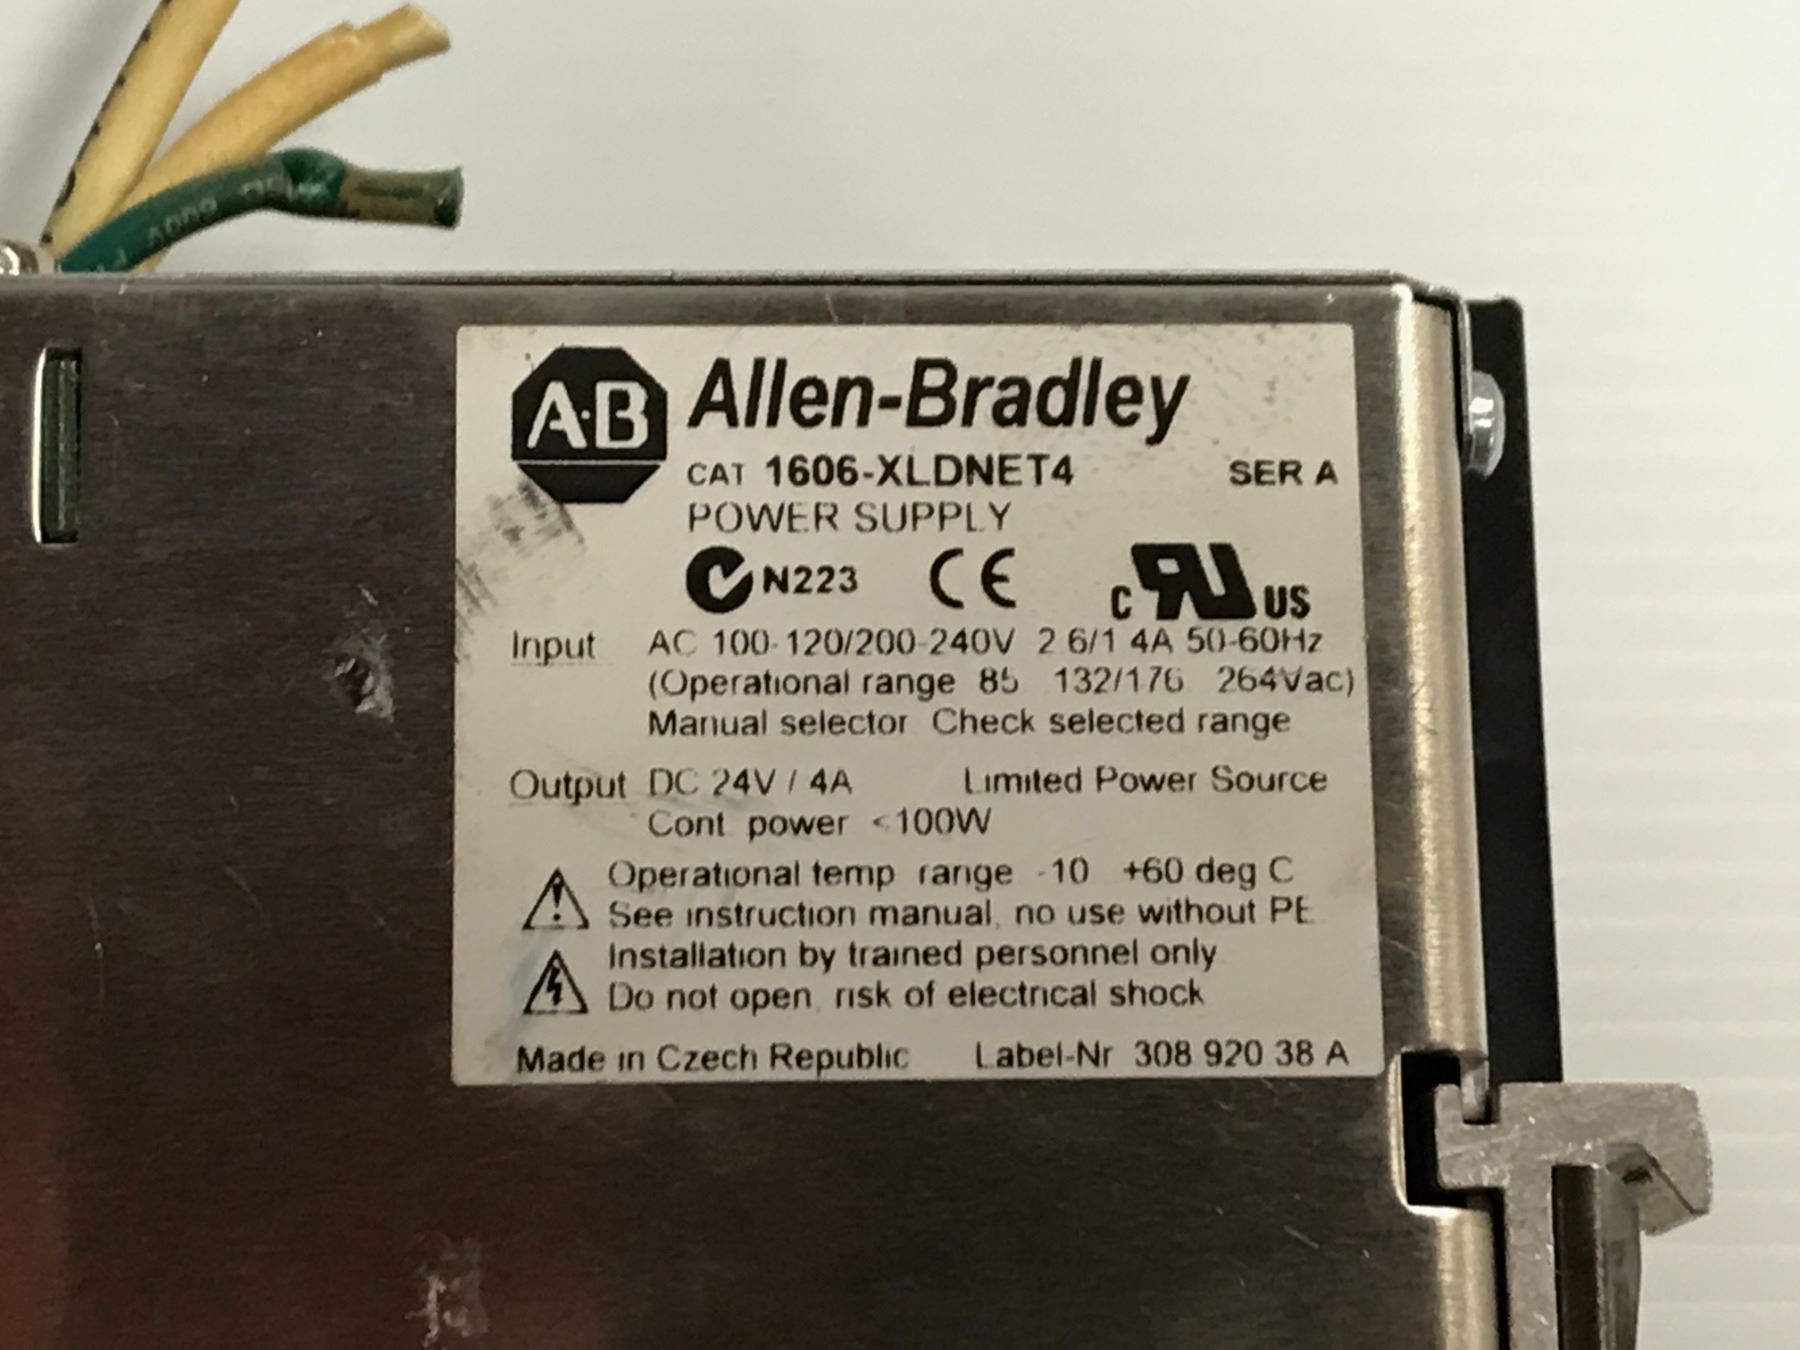 A·B Allen-Bradley
CAT 1606-XLDNET4 SER A
POWER SUPPLY
N223 CE C RU US
Input AC 100-120/200-240V 2 6/1 4A 50-60Hz
(Operational range 85 132/176 264Vac)
Manual selector Check selected range
Output DC 24V / 4A Limited Power Source
Cont power <100W
Operational temp range -10 +60 deg C
See instruction manual, no use without PE
Installation by trained personnel only
Do not open, risk of electrical shock
Made in Czech Republic Label-Nr 308 920 38 A